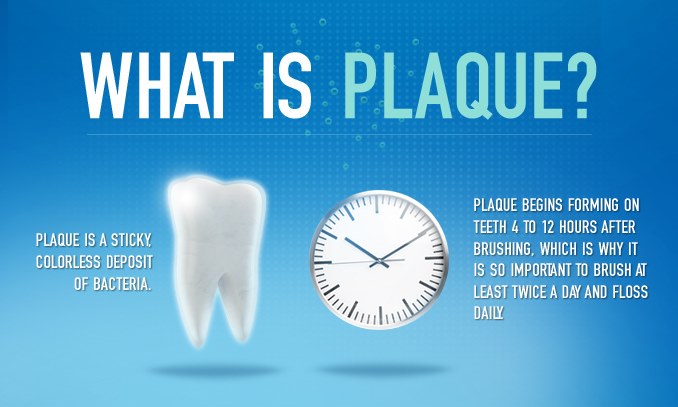 WHAT IS PLAQUE?
PLAQUE IS A STICKY,
COLORLESS DEPOSIT
OF BACTERIA.
PLAQUE BEGINS FORMING ON
TEETH 4 TO 12 HOURS AFTER
BRUSHING, WHICH IS WHY IT
IS SO IMPORTANT TO BRUSH AT
LEAST TWICE A DAY AND FLOSS
DAILY.